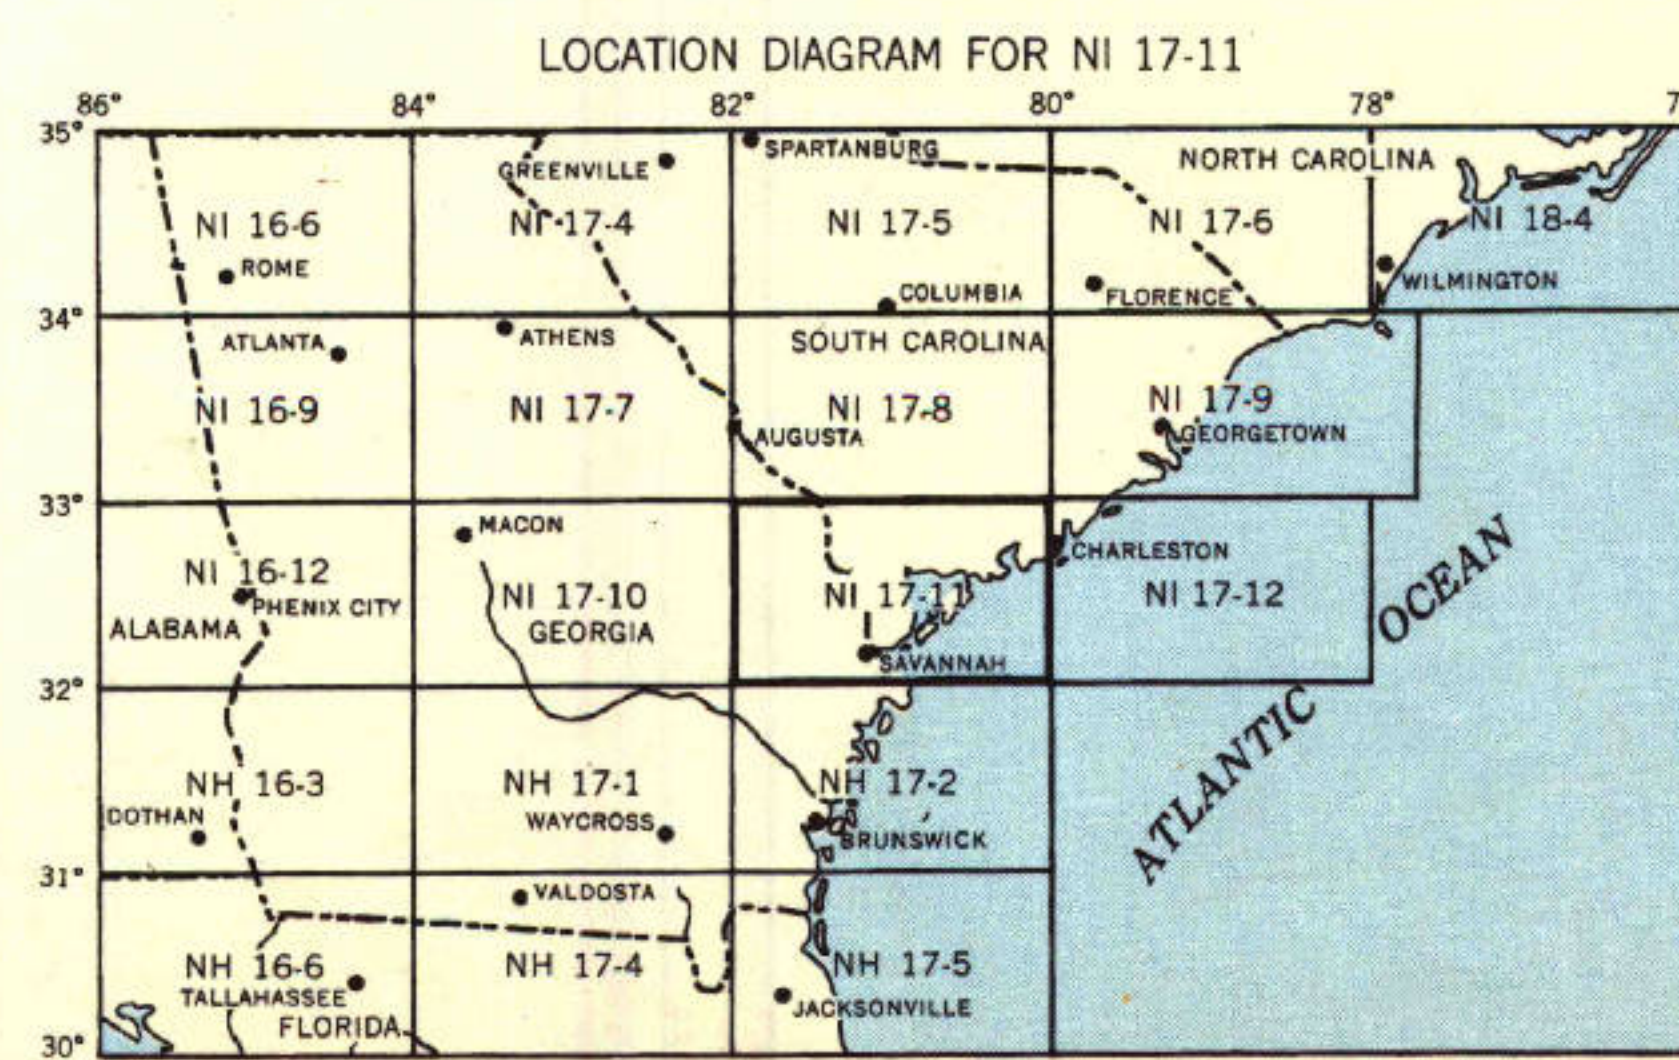 LOCATION DIAGRAM FOR NI 17-11
86° 84° 82° 80° 78°
35°
SPARTANBURG
NORTH CAROLINA
GREENVILLE
NI 16-6 NI 17-4 NI 17-5 NI 17-6 NI 18-4
ROME
WILMINGTON
COLUMBIA
FLORENCE
34°
ATLANTA
ATHENS
SOUTH CAROLINA
NI 16-9 NI 17-7 NI 17-8 NI 17-9
AUGUSTA
GEORGETOWN
33°
MACON
CHARLESTON
NI 16-12 NI 17-10 NI 17-11 NI 17-12
PHENIX CITY
ALABAMA
GEORGIA
SAVANNAH
ATLANTIC OCEAN
32°
NH 16-3 NH 17-1 NH 17-2
DOTHAN
WAYCROSS
BRUNSWICK
31°
VALDOSTA
NH 16-6 NH 17-4 NH 17-5
TALLAHASSEE
JACKSONVILLE
FLORIDA
30°